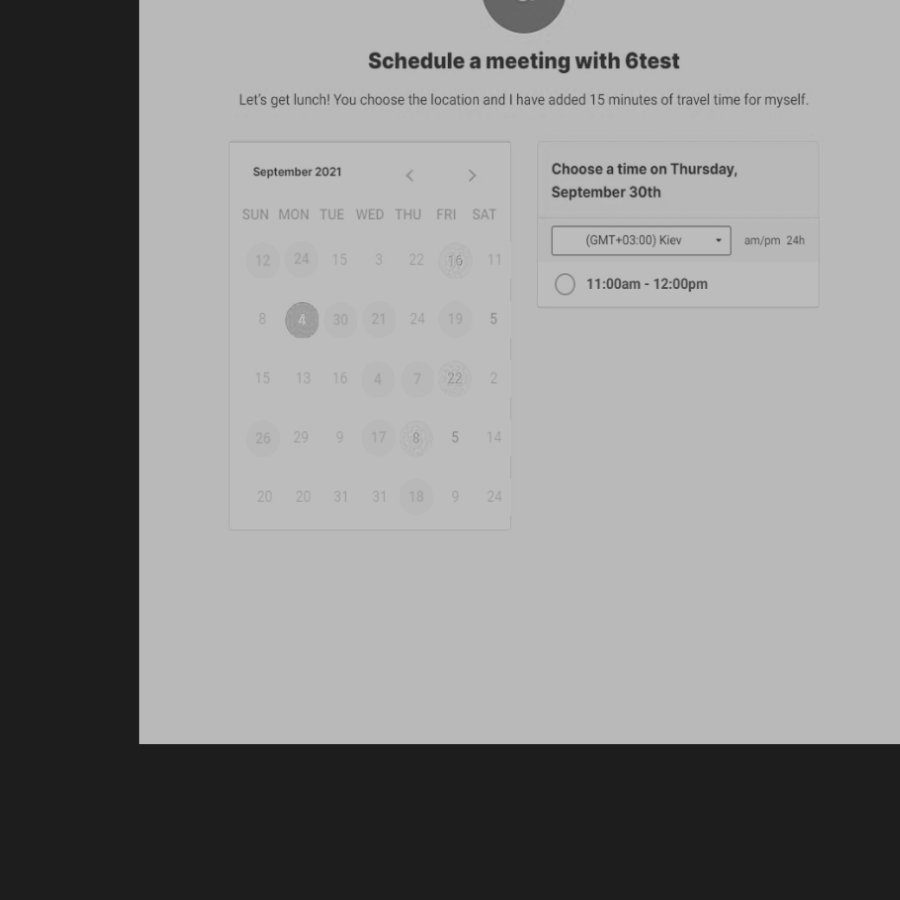 Schedule a meeting with 6test
Let's get lunch! You choose the location and I have added 15 minutes of travel time for myself.
September 2021
SUN MON TUE WED THU FRI SAT
12 24 15 3 22 16 11
8 4 30 21 24 19 5
15 13 16 4 7 22 2
26 29 9 17 8 5 14
20 20 31 31 18 9 24
Choose a time on Thursday,
September 30th
(GMT+03:00) Kiev am/pm 24h
11:00am - 12:00pm